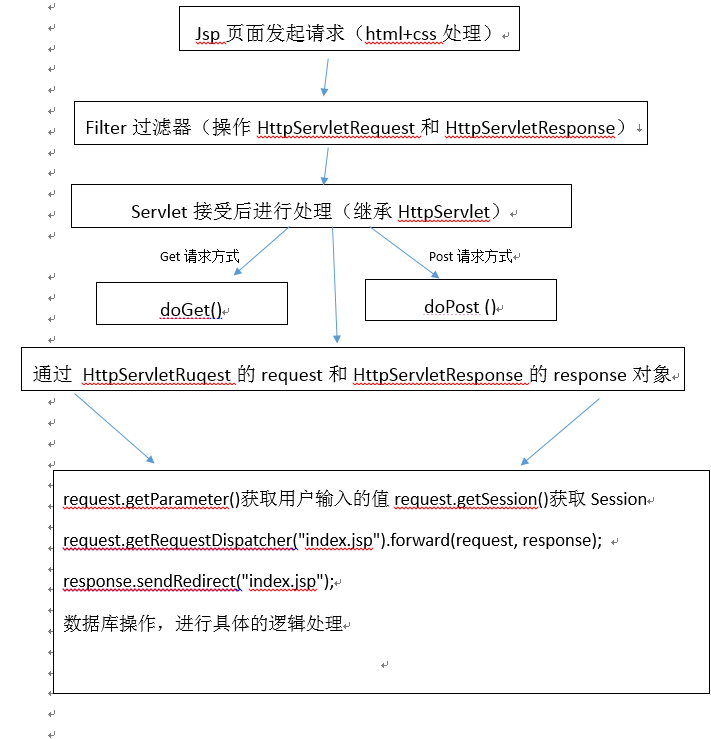 Jsp 页面发起请求（html+css 处理）
Filter 过滤器（操作 HttpServletRequest 和 HttpServletResponse）
Servlet 接受后进行处理（继承 HttpServlet）
Get 请求方式
Post 请求方式
doGet()
doPost ()
通过 HttpServletRuqest 的 request 和 HttpServletResponse 的 response 对象
request.getParameter()获取用户输入的值 request.getSession()获取 Session
request.getRequestDispatcher("index.jsp").forward(request, response);
response.sendRedirect("index.jsp");
数据库操作，进行具体的逻辑处理